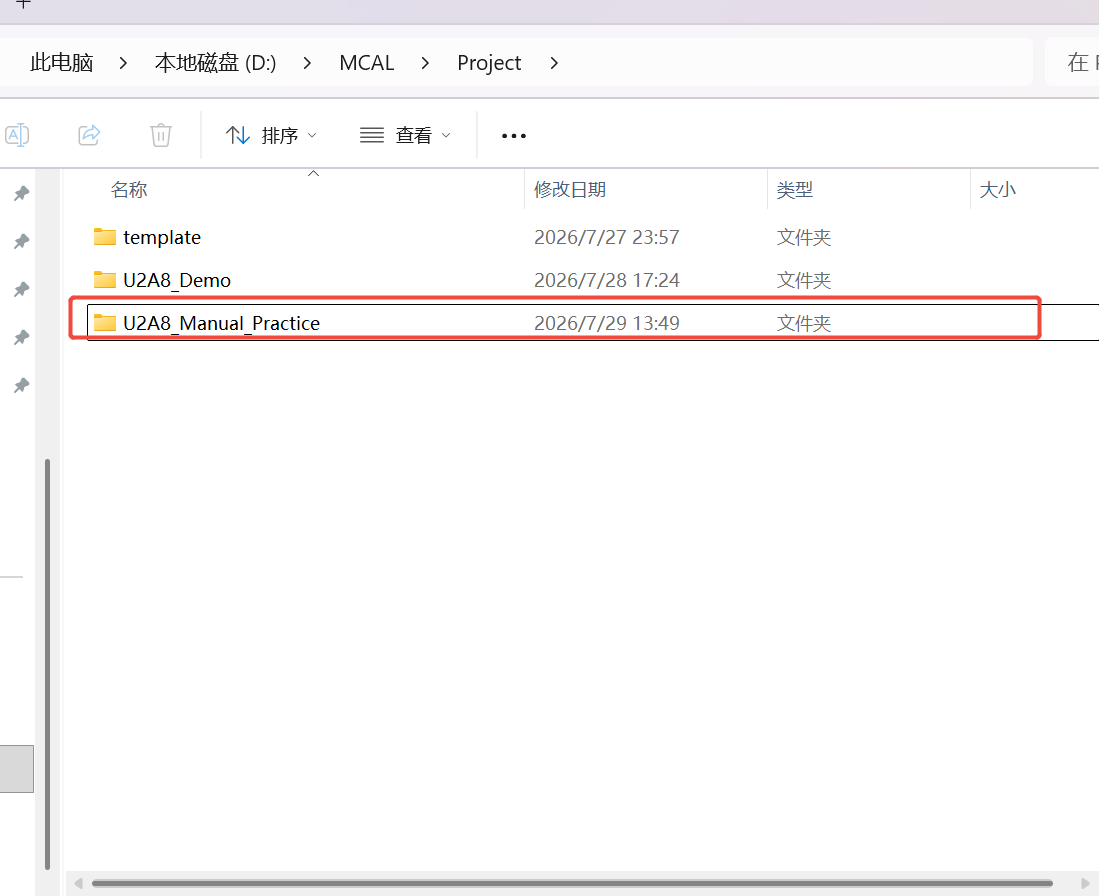 此电脑 > 本地磁盘 (D:) > MCAL > Project >
在
排序 查看
名称 修改日期 类型 大小
template 2026/7/27 23:57 文件夹
U2A8_Demo 2026/7/28 17:24 文件夹
U2A8_Manual_Practice 2026/7/29 13:49 文件夹